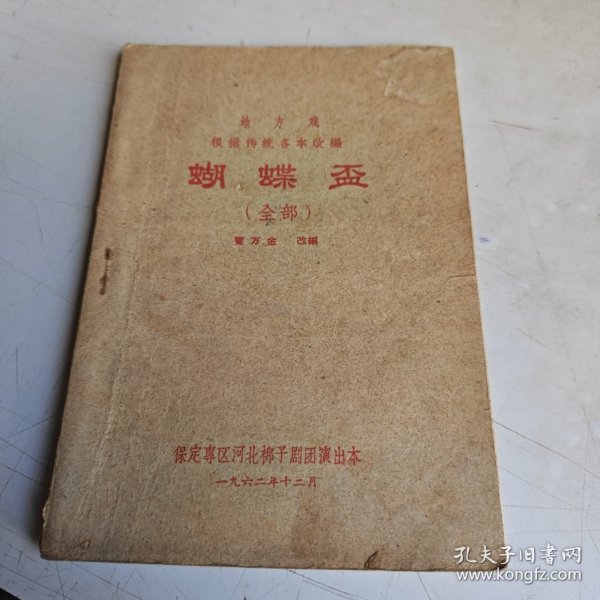 地方戏
根据传统各本改编
蝴蝶盃
(全部)
贾万金 改編
保定專区河北梆子剧团演出本
一九六二年十二月
孔夫子旧书网
www.kongfz.com